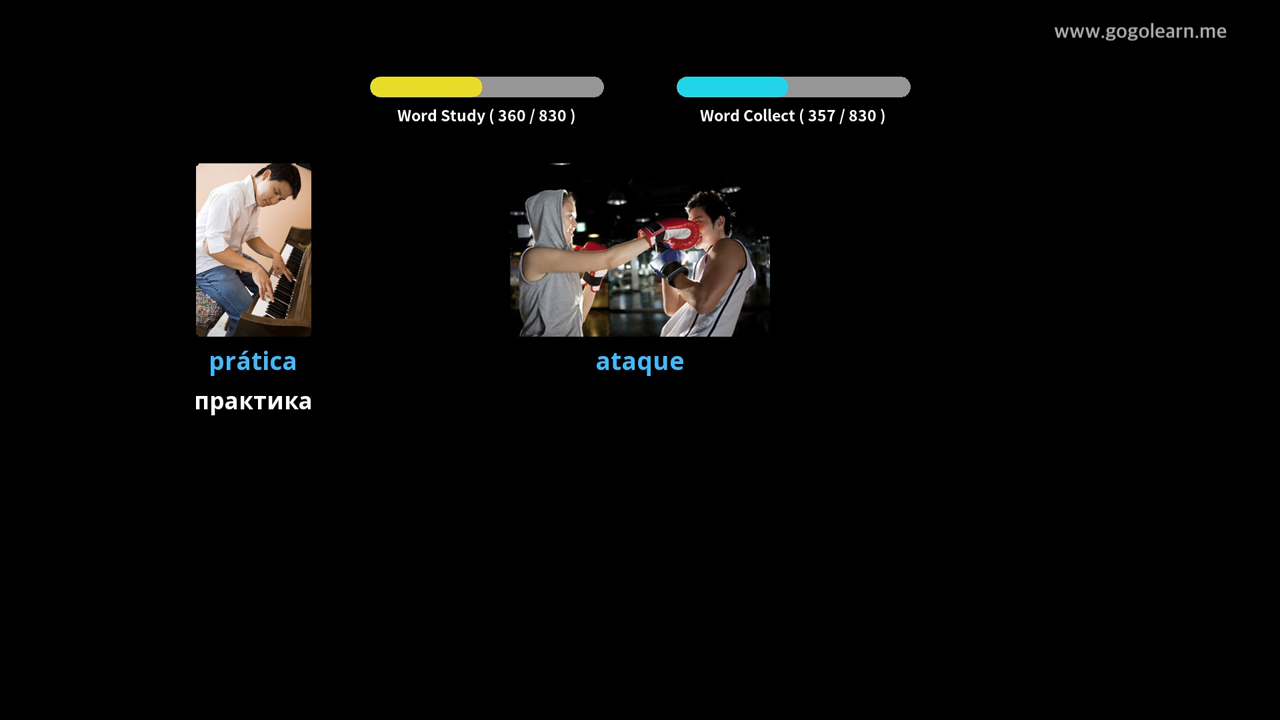 www.gogolearn.me
Word Study ( 360 / 830 )
Word Collect ( 357 / 830 )
prática
практика
ataque